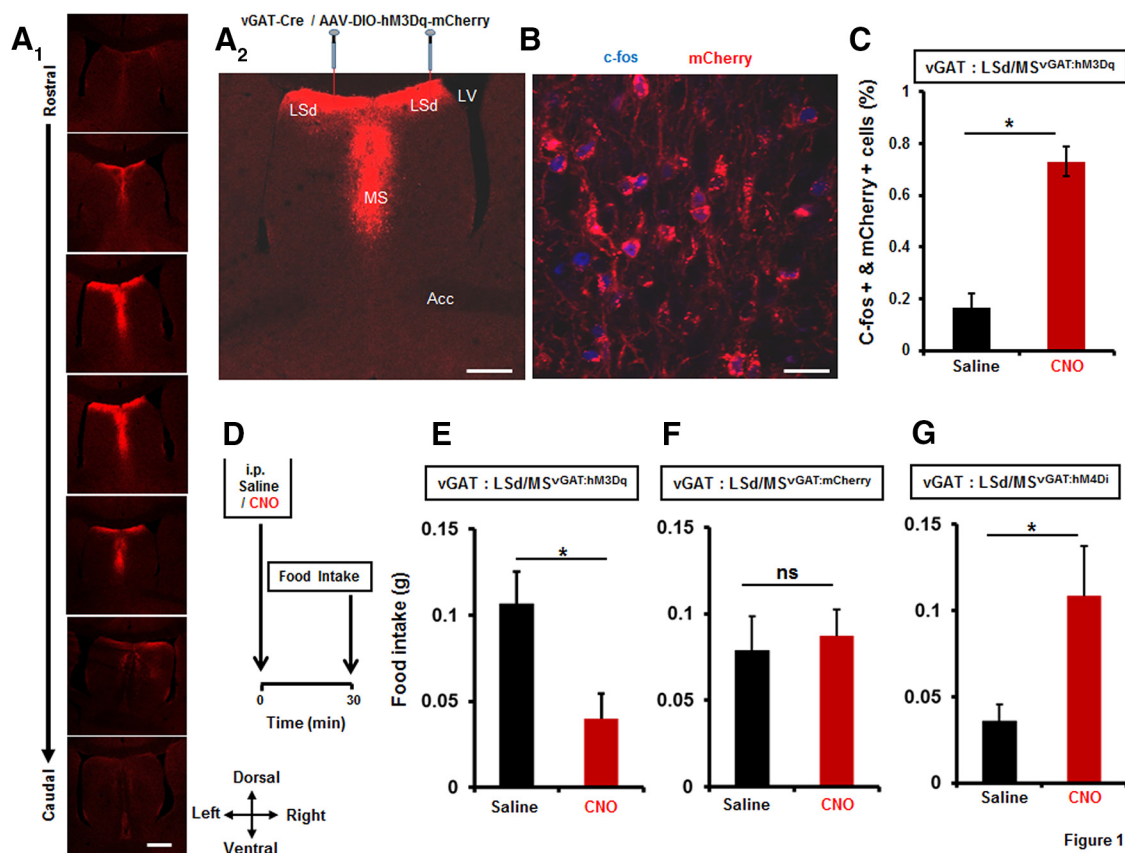 A1
Rostral
Caudal
vGAT-Cre / AAV-DIO-hM3Dq-mCherry
A2
LSd
LSd
LV
MS
Acc
B
c-fos mCherry
C
vGAT : LSd/MSvGAT:hM3Dq
C-fos + & mCherry + cells (%)
1
0.8
0.6
0.4
0.2
0
*
Saline
CNO
D
i.p.
Saline
/ CNO
Food Intake
0
30
Time (min)
Dorsal
Left
Right
Ventral
E
vGAT : LSd/MSvGAT:hM3Dq
Food intake (g)
0.15
0.1
0.05
0
*
Saline
CNO
F
vGAT : LSd/MSvGAT:mCherry
0.15
0.1
0.05
0
ns
Saline
CNO
G
vGAT : LSd/MSvGAT:hM4Di
0.15
0.1
0.05
0
*
Saline
CNO
Figure 1